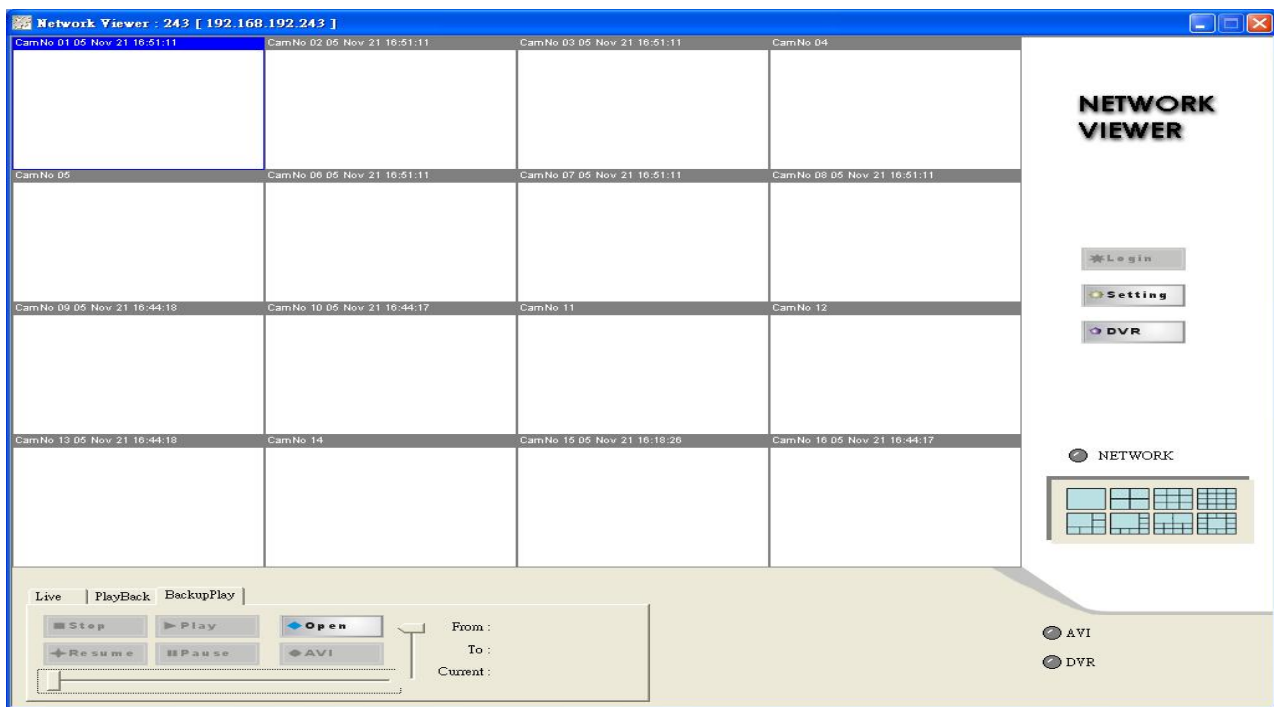 Network Viewer : 243 [ 192.168.192.243 ]
CamNo 01 05 Nov 21 16:51:11
CamNo 02 05 Nov 21 16:51:11
CamNo 03 05 Nov 21 16:51:11
CamNo 04
CamNo 05
CamNo 06 05 Nov 21 16:51:11
CamNo 07 05 Nov 21 16:51:11
CamNo 08 05 Nov 21 16:51:11
CamNo 09 05 Nov 21 16:44:18
CamNo 10 05 Nov 21 16:44:17
CamNo 11
CamNo 12
CamNo 13 05 Nov 21 16:44:18
CamNo 14
CamNo 15 05 Nov 21 16:18:26
CamNo 16 05 Nov 21 16:44:17
NETWORK
VIEWER
Login
Setting
DVR
NETWORK
Live
PlayBack
BackupPlay
Stop
Play
Open
Resume
Pause
AVI
From :
To :
Current :
AVI
DVR